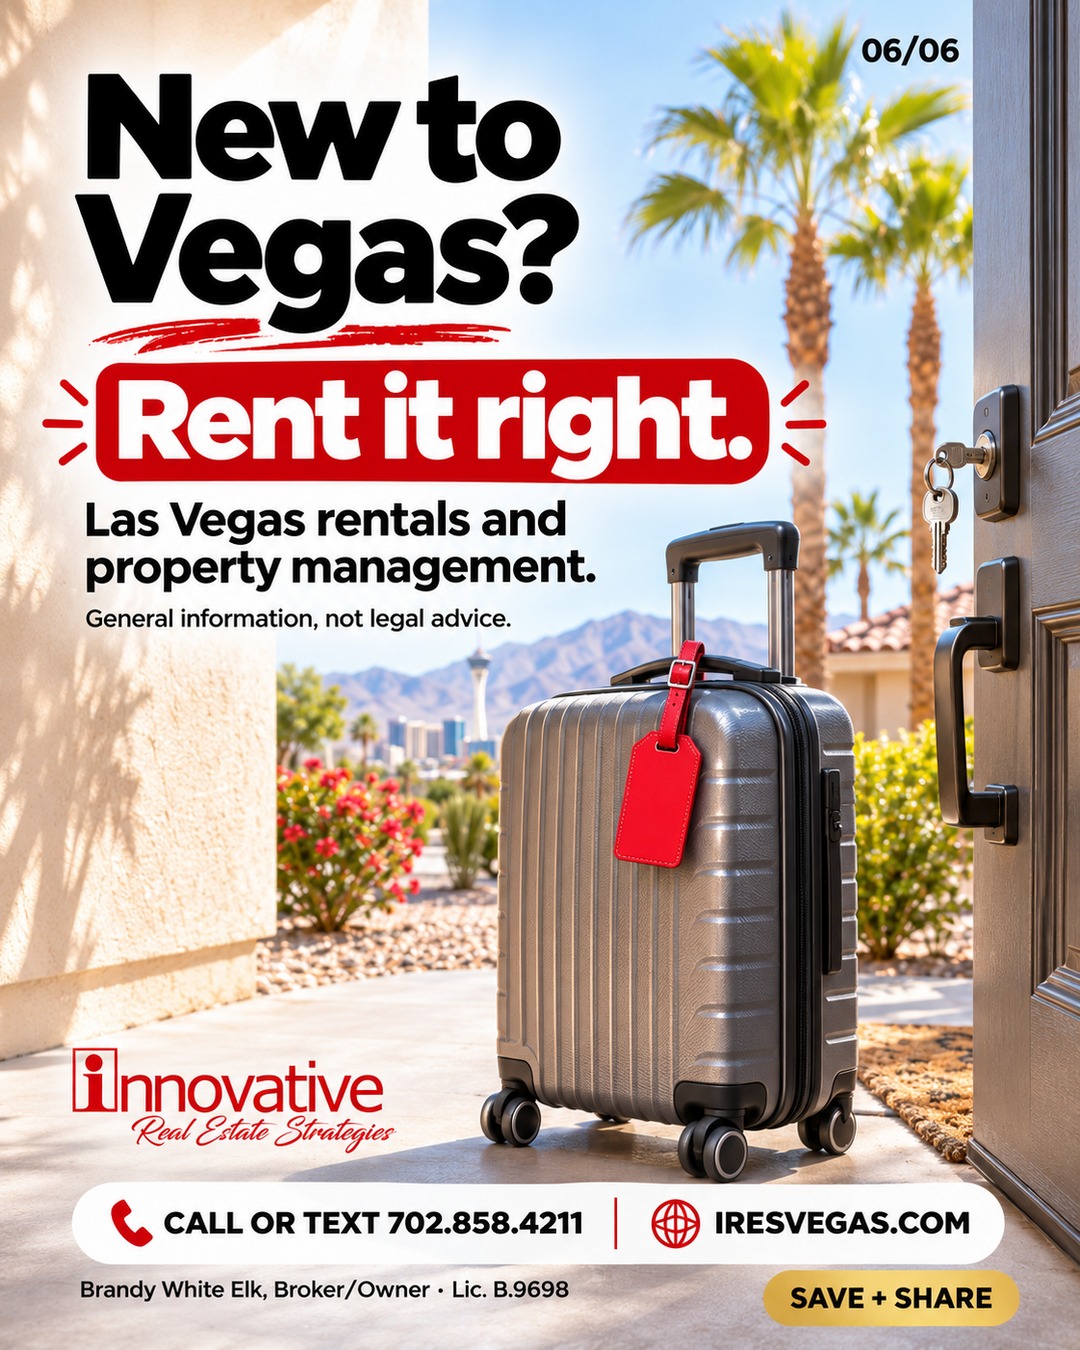 06/06
New to
Vegas?
Rent it right.
Las Vegas rentals and
property management.
General information, not legal advice.
innovative
Real Estate Strategies
CALL OR TEXT 702.858.4211
IRESVEGAS.COM
Brandy White Elk, Broker/Owner • Lic. B.9698
SAVE + SHARE